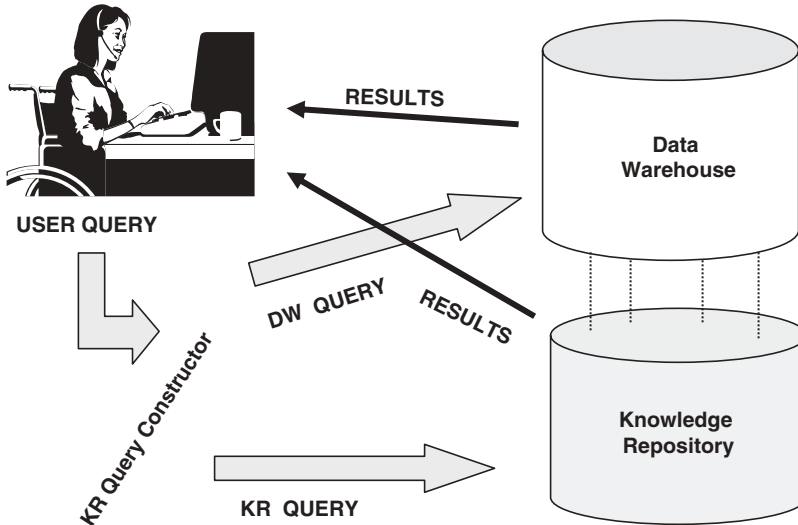 RESULTS
Data
Warehouse
USER QUERY
DW QUERY
RESULTS
KR Query Constructor
Knowledge
Repository
KR QUERY